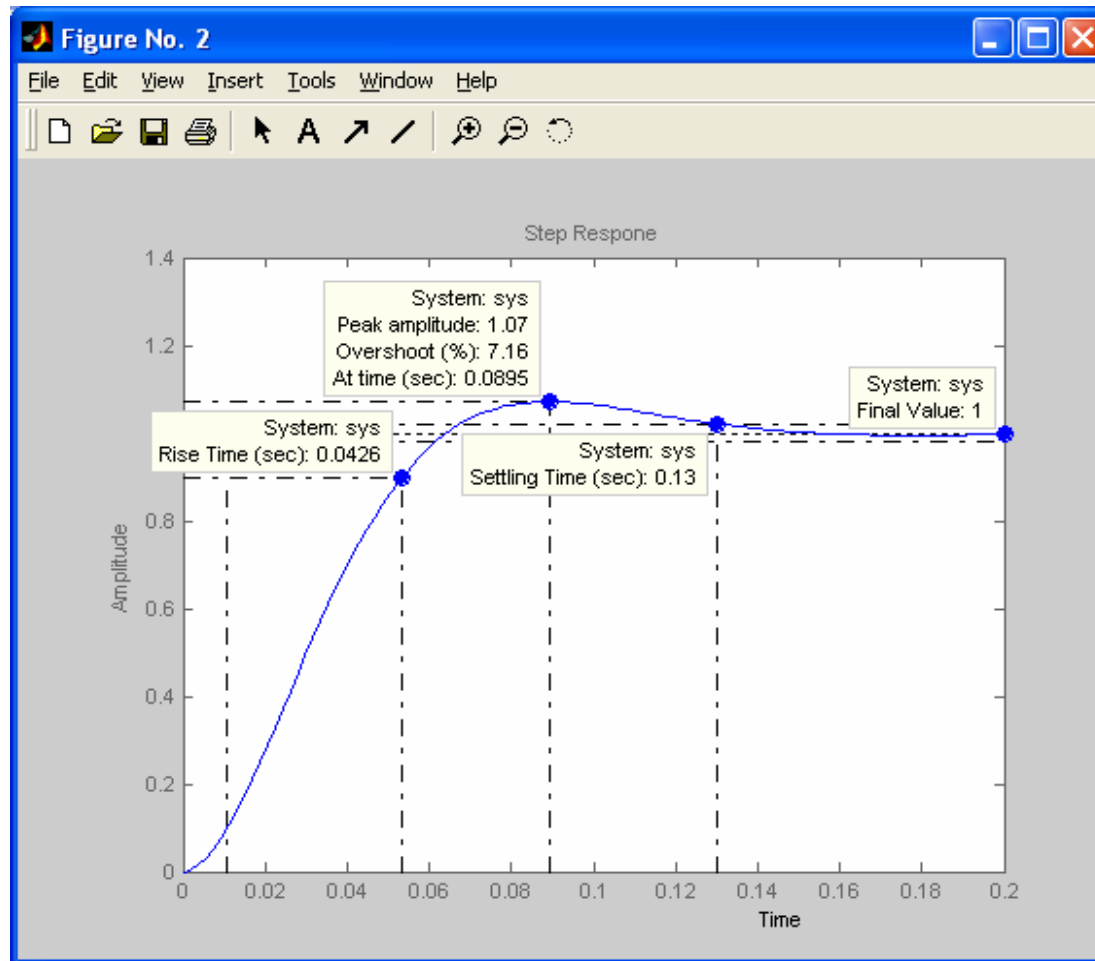 Figure No. 2
File Edit View Insert Tools Window Help
A
Step Respone
1.4
System: sys
Peak amplitude: 1.07
Overshoot (%): 7.16
At time (sec): 0.0895
1.2
System: sys
Final Value: 1
System: sys
Rise Time (sec): 0.0426
System: sys
Settling Time (sec): 0.13
0.8
0.6
0.4
0.2
0
Amplitude
0 0.02 0.04 0.06 0.08 0.1 0.12 0.14 0.16 0.18 0.2
Time